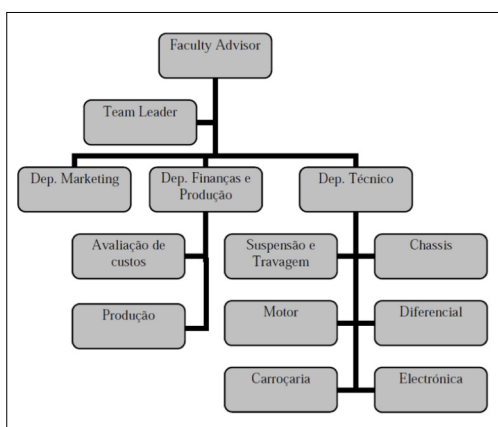 Faculty Advisor
Team Leader
Dep. Marketing
Dep. Finanças e
Produção
Dep. Técnico
Avaliação de
custos
Suspensão e
Travagem
Chassis
Produção
Motor
Diferencial
Carroçaria
Electrónica